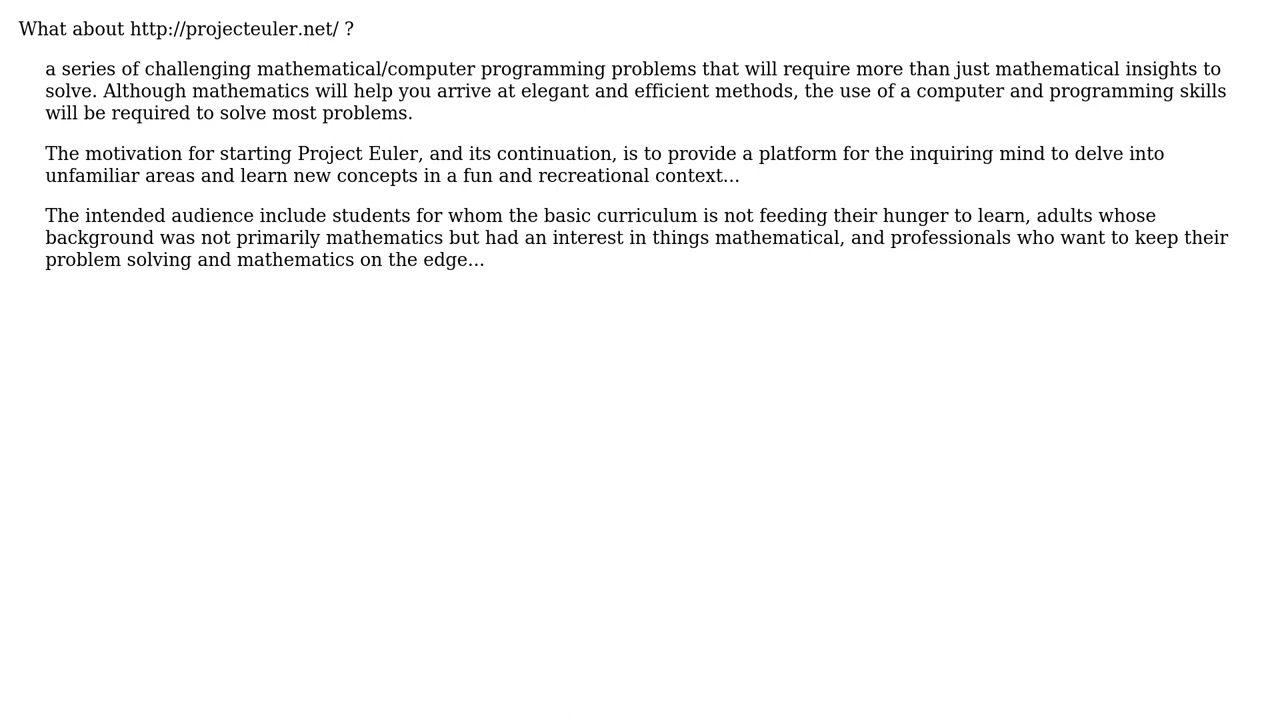 What about http://projecteuler.net/ ?
a series of challenging mathematical/computer programming problems that will require more than just mathematical insights to
solve. Although mathematics will help you arrive at elegant and efficient methods, the use of a computer and programming skills
will be required to solve most problems.
The motivation for starting Project Euler, and its continuation, is to provide a platform for the inquiring mind to delve into
unfamiliar areas and learn new concepts in a fun and recreational context...
The intended audience include students for whom the basic curriculum is not feeding their hunger to learn, adults whose
background was not primarily mathematics but had an interest in things mathematical, and professionals who want to keep their
problem solving and mathematics on the edge...